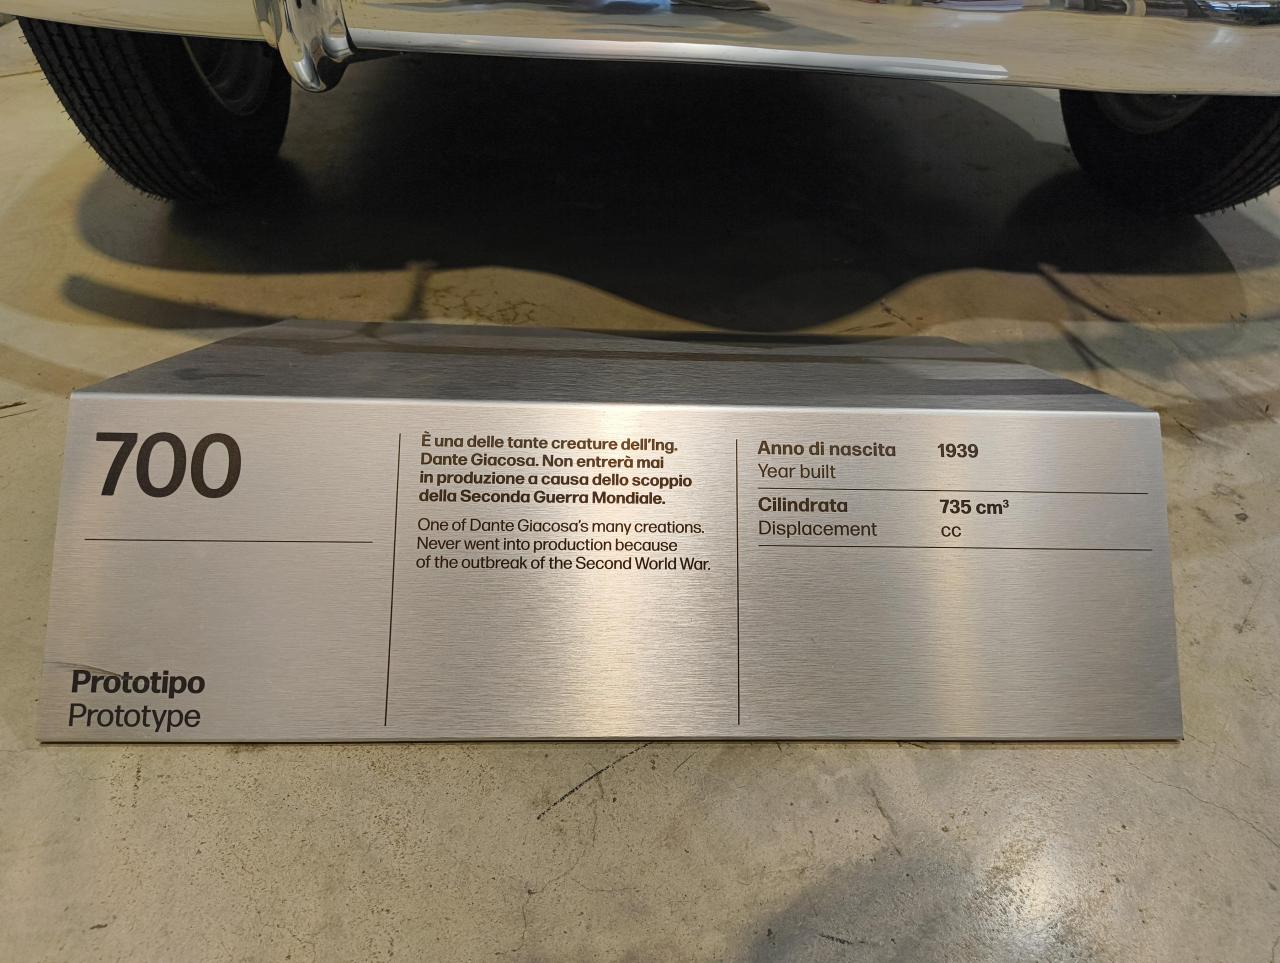 700
Prototipo
Prototype
È una delle tante creature dell'Ing.
Dante Giacosa. Non entrerà mai
in produzione a causa dello scoppio
della Seconda Guerra Mondiale.
One of Dante Giacosa's many creations.
Never went into production because
of the outbreak of the Second World War.
Anno di nascita 1939
Year built
Cilindrata 735 cm³
Displacement cc